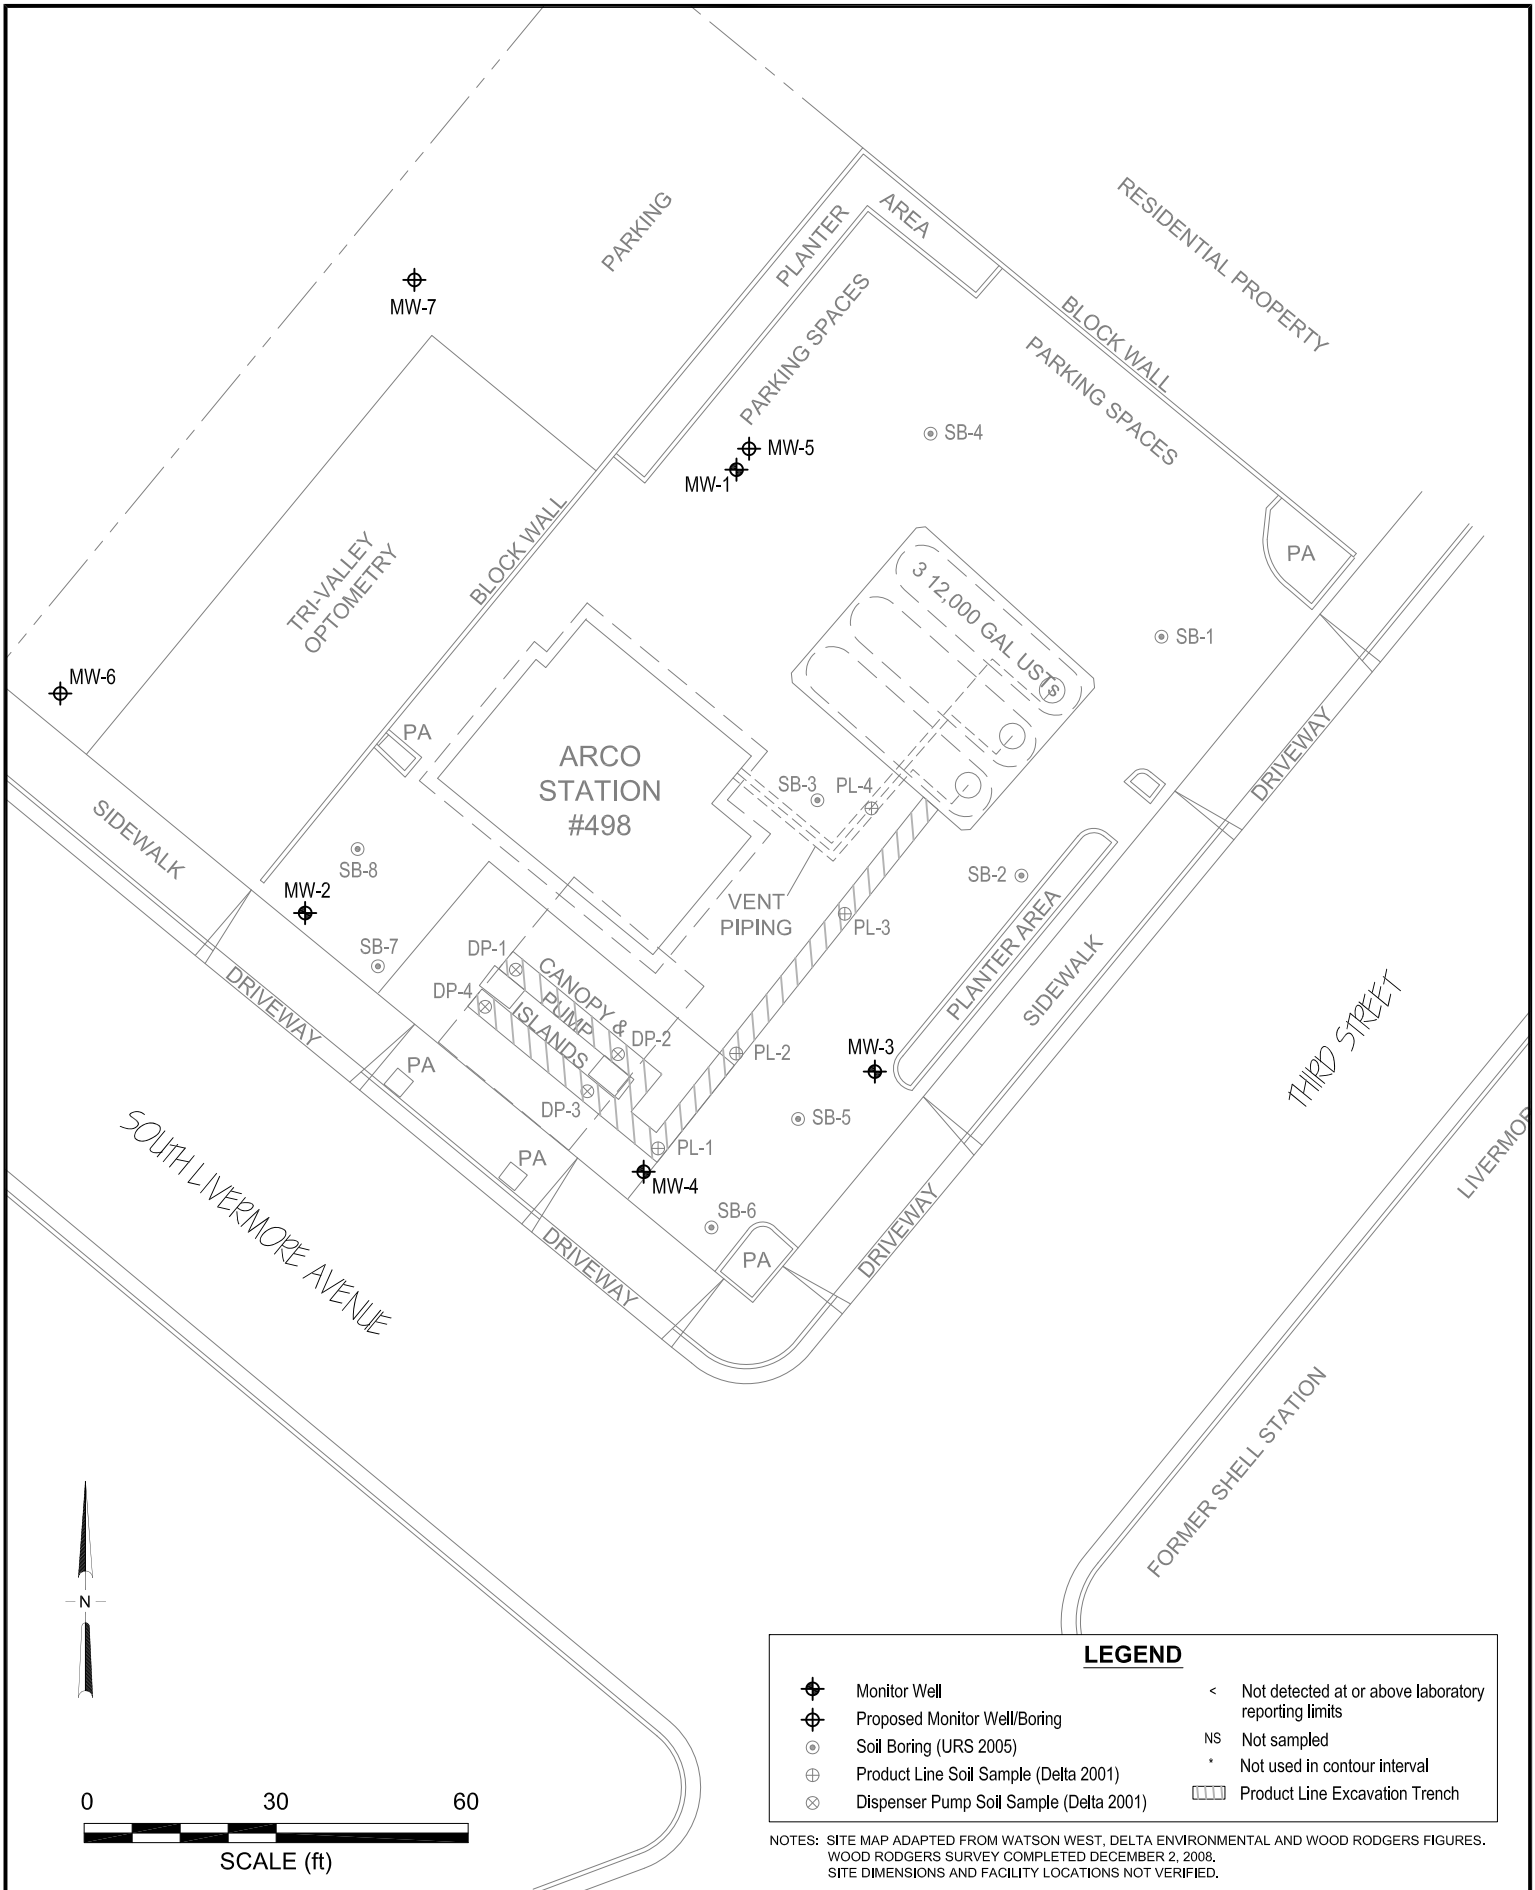 RESIDENTIAL PROPERTY
PARKING
PLANTER
AREA
MW-7
PARKING SPACES
BLOCK WALL
PARKING SPACES
SB-4
MW-5
MW-1
BLOCK WALL
TRI-VALLEY
OPTOMETRY
PA
3 12,000 GAL USTs
SB-1
MW-6
PA
ARCO
STATION
#498
SB-3
PL-4
DRIVEWAY
SIDEWALK
SB-8
MW-2
SB-2
VENT
PIPING
PL-3
PLANTER AREA
SIDEWALK
SB-7
DP-1
DP-4
CANOPY &
PUMP
ISLANDS
DP-2
DRIVEWAY
PL-2
MW-3
THIRD STREET
PA
DP-3
SB-5
LIVERMOR
PL-1
PA
MW-4
SOUTH LIVERMORE AVENUE
SB-6
DRIVEWAY
PA
DRIVEWAY
FORMER SHELL STATION
N
0 30 60
SCALE (ft)
LEGEND
Monitor Well
Proposed Monitor Well/Boring
Soil Boring (URS 2005)
Product Line Soil Sample (Delta 2001)
Dispenser Pump Soil Sample (Delta 2001)
< Not detected at or above laboratory
reporting limits
NS Not sampled
* Not used in contour interval
Product Line Excavation Trench
NOTES: SITE MAP ADAPTED FROM WATSON WEST, DELTA ENVIRONMENTAL AND WOOD RODGERS FIGURES.
WOOD RODGERS SURVEY COMPLETED DECEMBER 2, 2008.
SITE DIMENSIONS AND FACILITY LOCATIONS NOT VERIFIED.